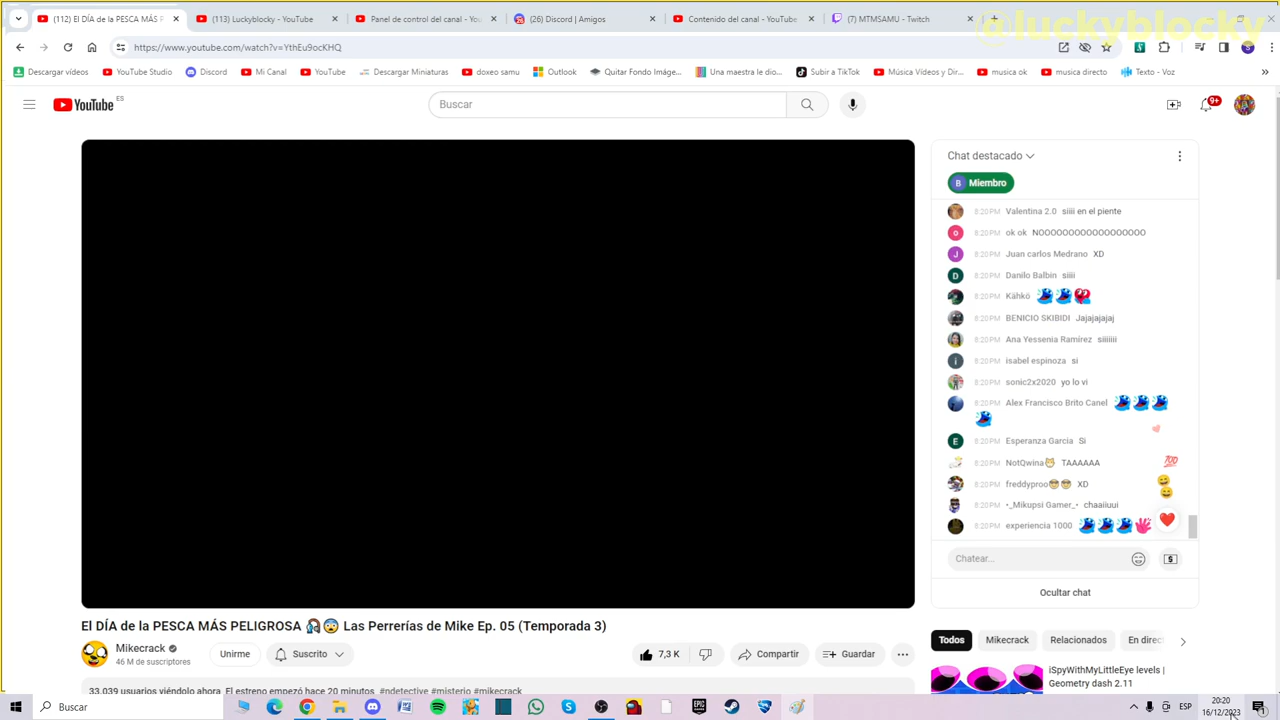 (112) El DÍA de la PESCA MÁS P
(113) Luckyblocky - YouTube
Panel de control del canal - You
(26) Discord | Amigos
Contenido del canal - YouTube
(7) MTMSAMU - Twitch
@luckyblocky
https://www.youtube.com/watch?v=YthEu9ocKHQ
Descargar vídeos
YouTube Studio
Discord
Mi Canal
YouTube
Descargar Miniaturas
doxeo samu
Outlook
Quitar Fondo Imáge...
Una maestra le dio...
Subir a TikTok
Música Vídeos y Dir...
musica ok
musica directo
Texto - Voz
YouTube ES
Buscar
9+
Chat destacado
B Miembro
8:20 PM Valentina 2.0 siiii en el piente
8:20 PM ok ok NOOOOOOOOOOOOOOOOOO
8:20 PM Juan carlos Medrano XD
8:20 PM Danilo Balbin siiii
8:20 PM Kähkö
8:20 PM BENICIO SKIBIDI Jajajajajaj
8:20 PM Ana Yessenia Ramírez siiiiiii
8:20 PM isabel espinoza si
8:20 PM sonic2x2020 yo lo vi
8:20 PM Alex Francisco Brito Canel
8:20 PM Esperanza Garcia Si
8:20 PM NotQwina TAAAAAA
8:20 PM freddyproo XD
8:20 PM •_Mikupsi Gamer_• chaaiiuui
8:20 PM experiencia 1000
Chatear...
Ocultar chat
El DÍA de la PESCA MÁS PELIGROSA Las Perrerías de Mike Ep. 05 (Temporada 3)
Mikecrack
46 M de suscriptores
Unirme
Suscrito
7,3 K
Compartir
Guardar
Todos
Mikecrack
Relacionados
En direc
33.039 usuarios viéndolo ahora El estreno empezó hace 20 minutos #ndetective #misterio #mikecrack
iSpyWithMyLittleEye levels |
Geometry dash 2.11
Buscar
ESP
20:20
16/12/2023